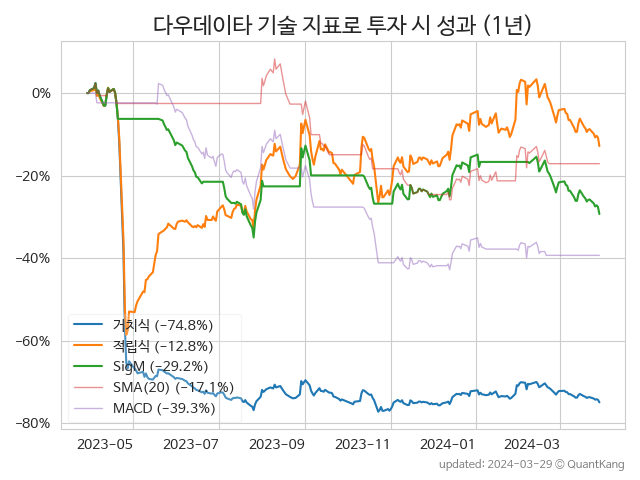 다우데이타 기술 지표로 투자 시 성과 (1년)
0%
−20%
−40%
−60%
−80%
거치식 (−74.8%)
적립식 (−12.8%)
SioM (−29.2%)
SMA(20) (−17.1%)
MACD (−39.3%)
2023−05 2023−07 2023−09 2023−11 2024−01 2024−03
updated: 2024−03−29 © QuantKang